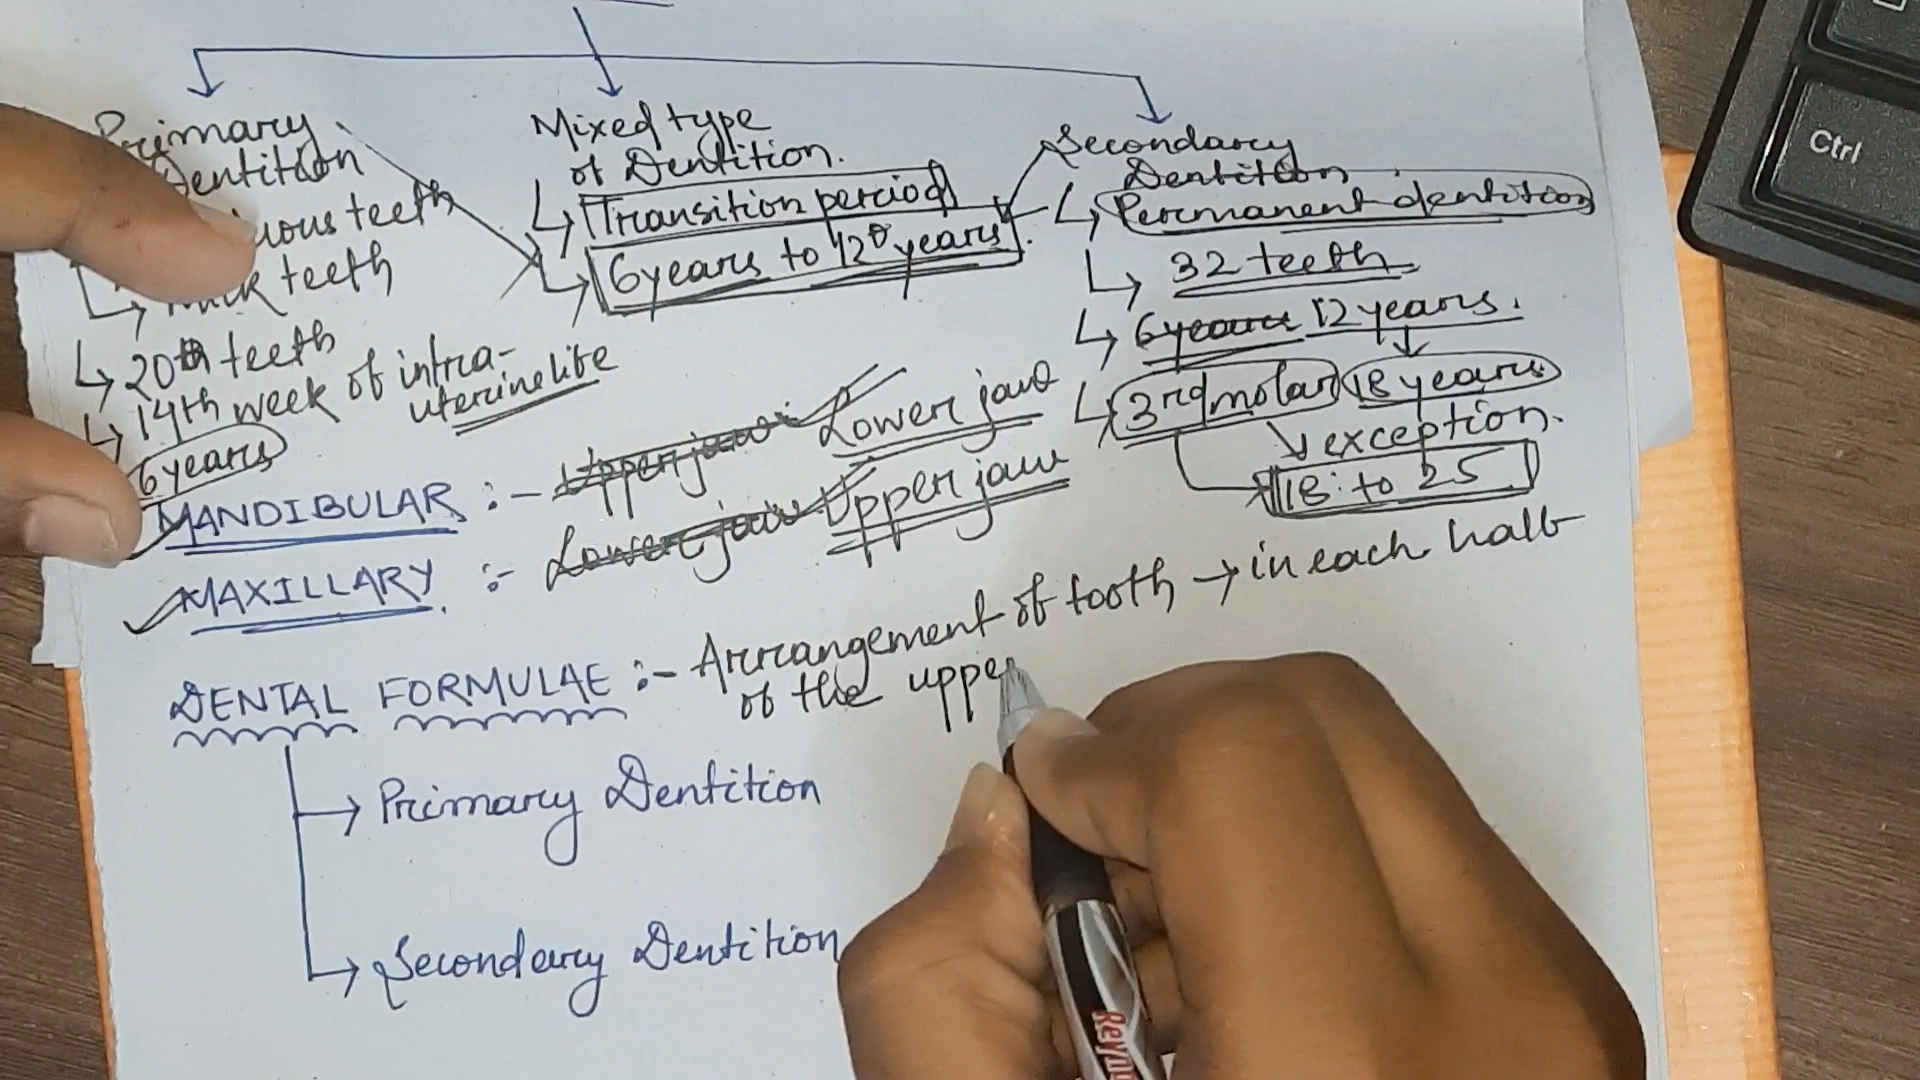 Primary
Dentition
teeth
teeth
20th teeth
14th week of intra-
uterine life
6 years
Mixed type
of Dentition.
Transition period
6 years to 12 years.
Secondary
Dentition
Permanent dentition
32 teeth
6 years 12 years.
3rd molar 18 years
exception.
18 to 25
MANDIBULAR :- Upper jaw Lower jaw
MAXILLARY :- Lower jaw Upper jaw
DENTAL FORMULAE :- Arrangement of tooth → in each half
of the upper
Primary Dentition
Secondary Dentition
Ctrl